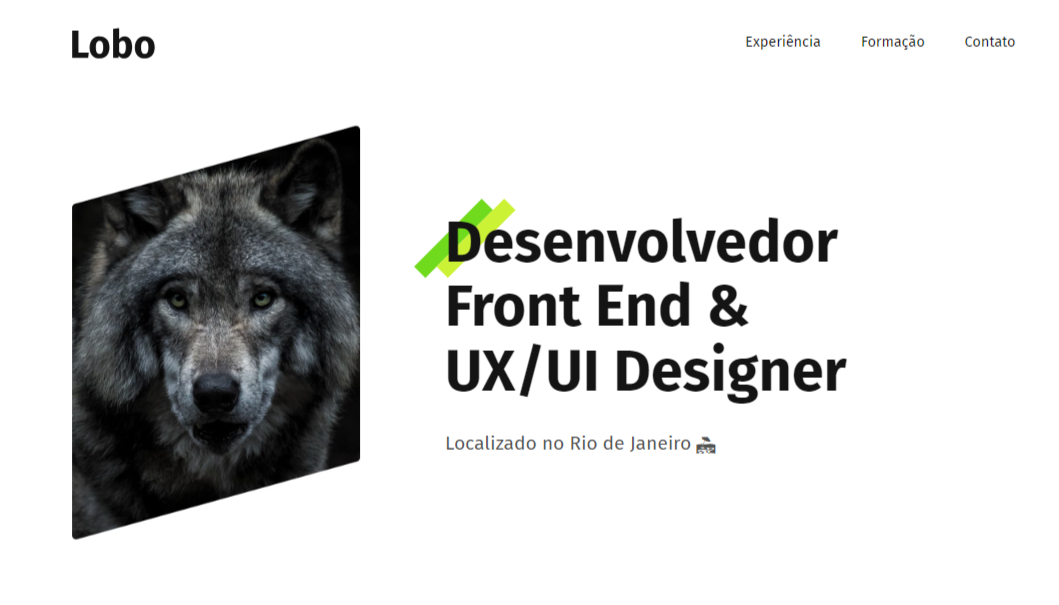 Lobo
Experiência Formação Contato
Desenvolvedor
Front End &
UX/UI Designer
Localizado no Rio de Janeiro